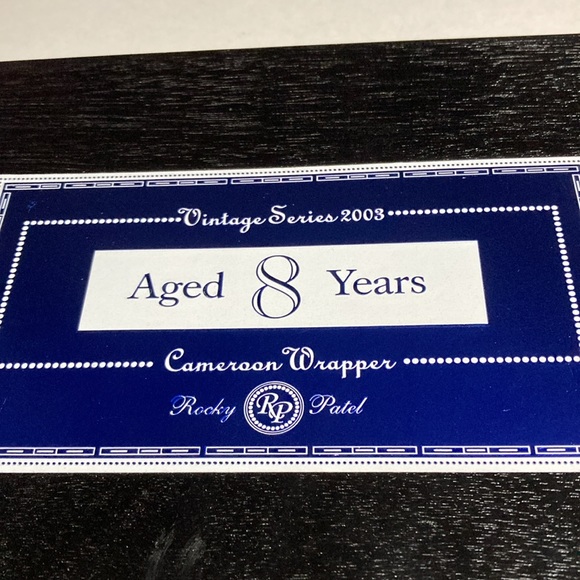 Vintage Series 2003
Aged 8 Years
Cameroon Wrapper
Rocky RP Patel